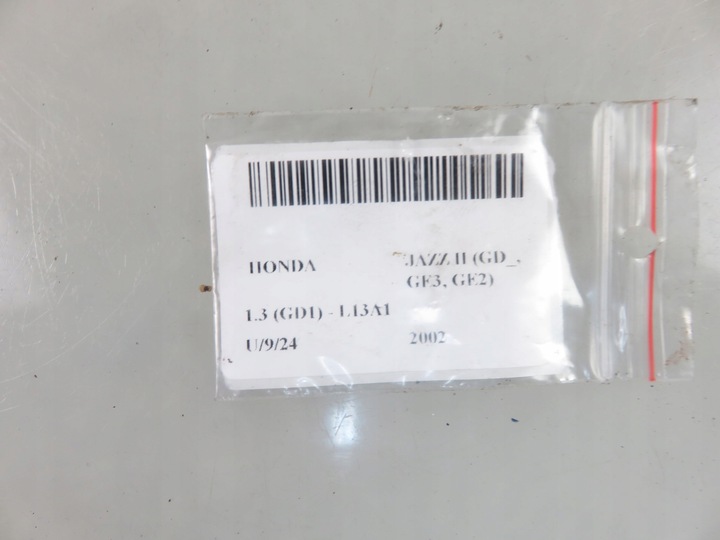 HONDA JAZZ II (GD_,
GE3, GE2)
1.3 (GD1) - L13A1
U/9/24 2002